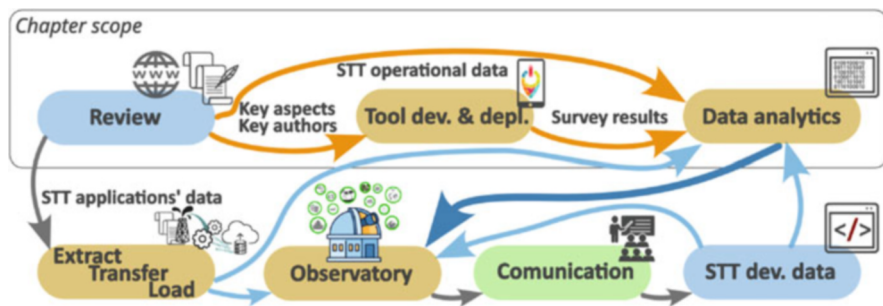 Chapter scope
WWW
STT operational data
Review
Key aspects
Key authors
Tool dev. & depl.
Survey results
Data analytics
STT applications' data
Extract
Transfer
Load
Observatory
Comunication
</>
STT dev. data